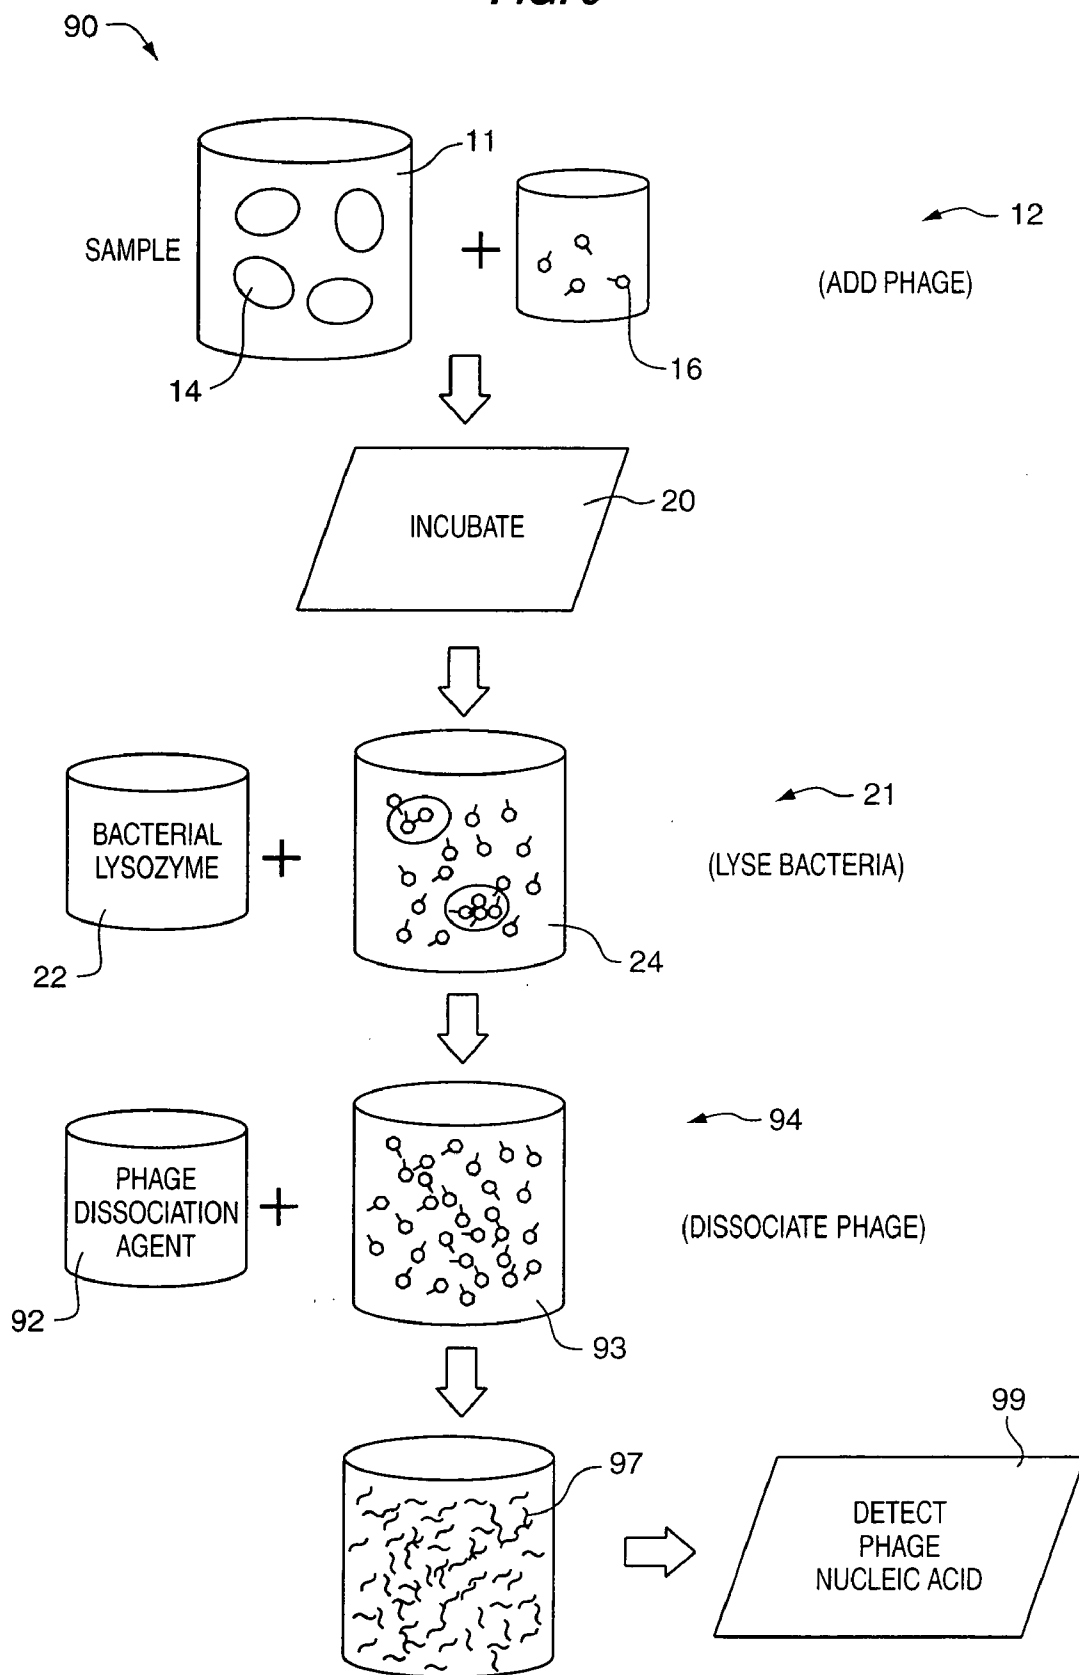 90
11
12
SAMPLE
+
(ADD PHAGE)
14
16
20
INCUBATE
21
BACTERIAL
LYSOZYME
+
(LYSE BACTERIA)
22
24
94
PHAGE
DISSOCIATION
AGENT
+
(DISSOCIATE PHAGE)
92
93
99
97
DETECT
PHAGE
NUCLEIC ACID